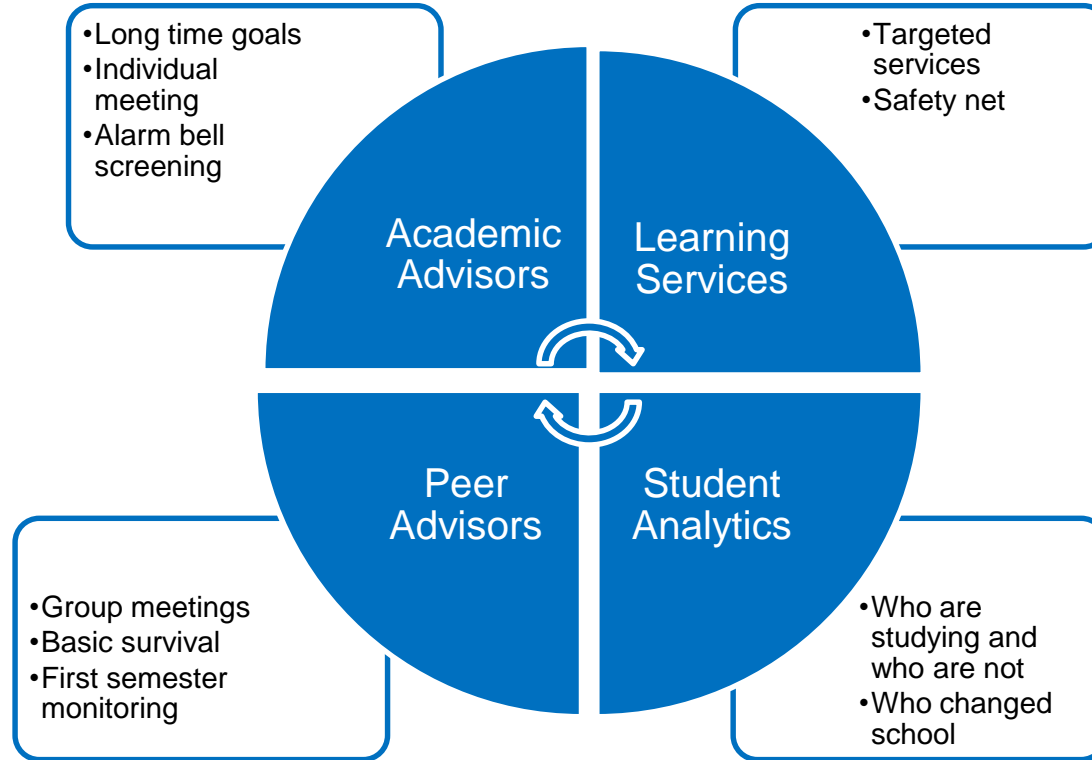 •Long time goals
•Individual
meeting
•Alarm bell
screening
•Targeted
services
•Safety net
Academic
Advisors
Learning
Services
Peer
Advisors
Student
Analytics
•Group meetings
•Basic survival
•First semester
monitoring
•Who are
studying and
who are not
•Who changed
school